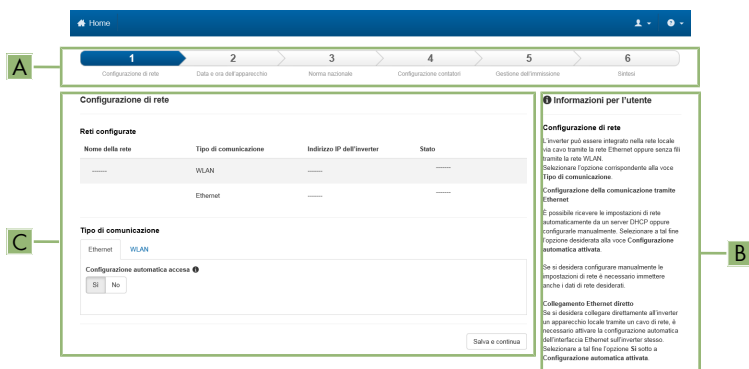 Home
1 2 3 4 5 6
Configurazione di rete Data e ora dell'apparecchio Norma nazionale Configurazione contatori Gestione dell'immissione Sintesi
A
Configurazione di rete
Reti configurate
Nome della rete Tipo di comunicazione Indirizzo IP dell'inverter Stato
------- WLAN ------- -------
Ethernet ------- -------
Tipo di comunicazione
Ethernet WLAN
Configurazione automatica accesa
Sì No
Salva e continua
C
Informazioni per l'utente
Configurazione di rete
L'inverter può essere integrato nella rete locale
via cavo tramite la rete Ethernet oppure senza fili
tramite la rete WLAN.
Selezionare l'opzione corrispondente alla voce
Tipo di comunicazione.
Configurazione della comunicazione tramite
Ethernet
È possibile ricevere le impostazioni di rete
automaticamente da un server DHCP oppure
configurarle manualmente. Selezionare a tal fine
l'opzione desiderata alla voce Configurazione
automatica attivata.
Se si desidera configurare manualmente le
impostazioni di rete è necessario immettere
anche i dati di rete desiderati.
Collegamento Ethernet diretto
Se si desidera collegare direttamente all'inverter
un apparecchio locale tramite un cavo di rete, è
necessario attivare la configurazione automatica
dell'interfaccia Ethernet sull'inverter stesso.
Selezionare a tal fine l'opzione Sì sotto a
Configurazione automatica attivata.
B